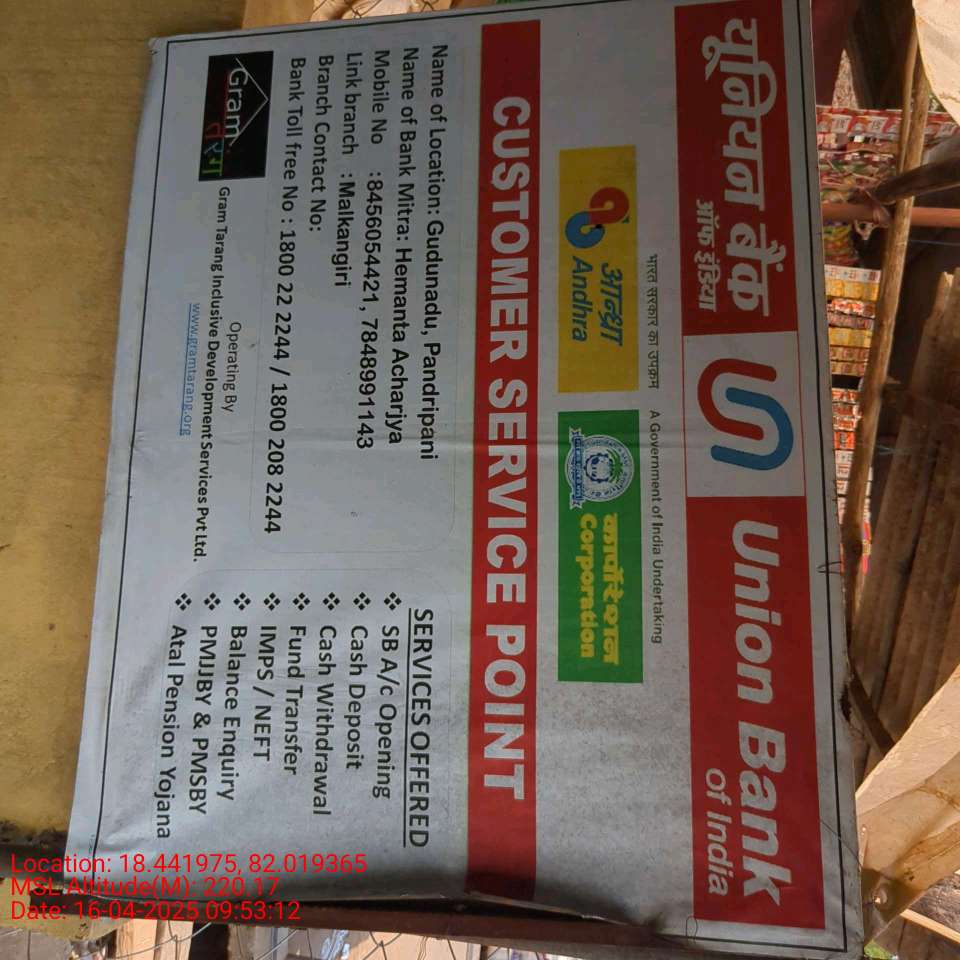 यूनियन बैंक
ऑफ इंडिया
Union Bank
Of India
भारत सरकार का उपक्रम A Government of India Undertaking
आन्ध्रा
Andhra
कार्पोरेशन
Corporation
CUSTOMER SERVICE POINT
Name of Location: Gudunadu, Pandripani
Name of Bank Mitra: Hemanta Acharjya
Mobile No :8456054421, 7848991143
Link branch :Malkangiri
Branch Contact No:
Bank Toll free No : 1800 22 2244 / 1800 208 2244
Gram
तरंग
Operating By
Gram Tarang Inclusive Development Services Pvt Ltd.
www.gramtarang.org
SERVICES OFFERED
❖ SB A/c Opening
❖ Cash Deposit
❖ Cash Withdrawal
❖ Fund Transfer
❖ IMPS / NEFT
❖ Balance Enquiry
❖ PMJJBY & PMSBY
❖ Atal Pension Yojana
Location: 18.441975, 82.019365
MSL Altitude(M): 220.17
Date: 16-04-2025 09:53:12